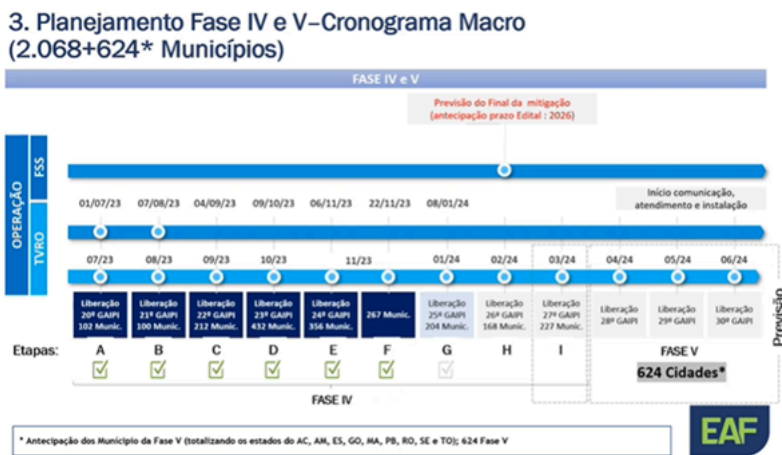 3. Planejamento Fase IV e V–Cronograma Macro
(2.068+624* Municípios)
FASE IV e V
Previsão do Final da mitigação
(antecipação prazo Edital : 2026)
OPERAÇÃO
FSS
TVRO
Início comunicação,
atendimento e instalação
01/07/23 07/08/23 04/09/23 09/10/23 06/11/23 22/11/23 08/01/24
07/23 08/23 09/23 10/23 11/23 01/24 02/24 03/24 04/24 05/24 06/24
Liberação
20º GAIPI
102 Munic.
Liberação
21º GAIPI
100 Munic.
Liberação
22º GAIPI
212 Munic.
Liberação
23º GAIPI
432 Munic.
Liberação
24º GAIPI
356 Munic.
267 Munic.
Liberação
25º GAIPI
204 Munic.
Liberação
26º GAIPI
168 Munic.
Liberação
27º GAIPI
227 Munic.
Liberação
28º GAIPI
Liberação
29º GAIPI
Liberação
30º GAIPI
Previsão
Etapas: A B C D E F G H I
FASE V
624 Cidades*
FASE IV
* Antecipação dos Municipio da Fase V (totalizando os estados do AC, AM, ES, GO, MA, PB, RO, SE e TO); 624 Fase V
EAF